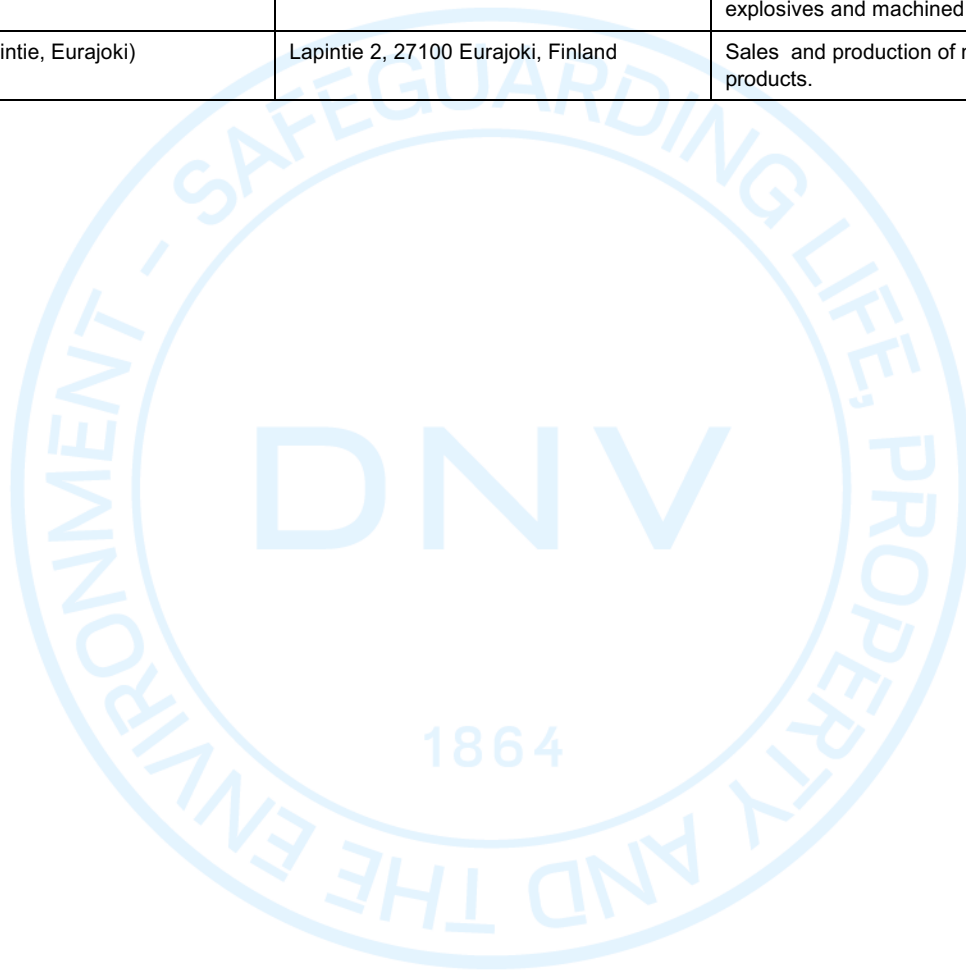 explosives and machined
intie, Eurajoki)
Lapintie 2, 27100 Eurajoki, Finland
Sales and production of
products.
SAFEGUARDING LIFE, PROPERTY AND THE ENVIRONMENT -
DNV
1864